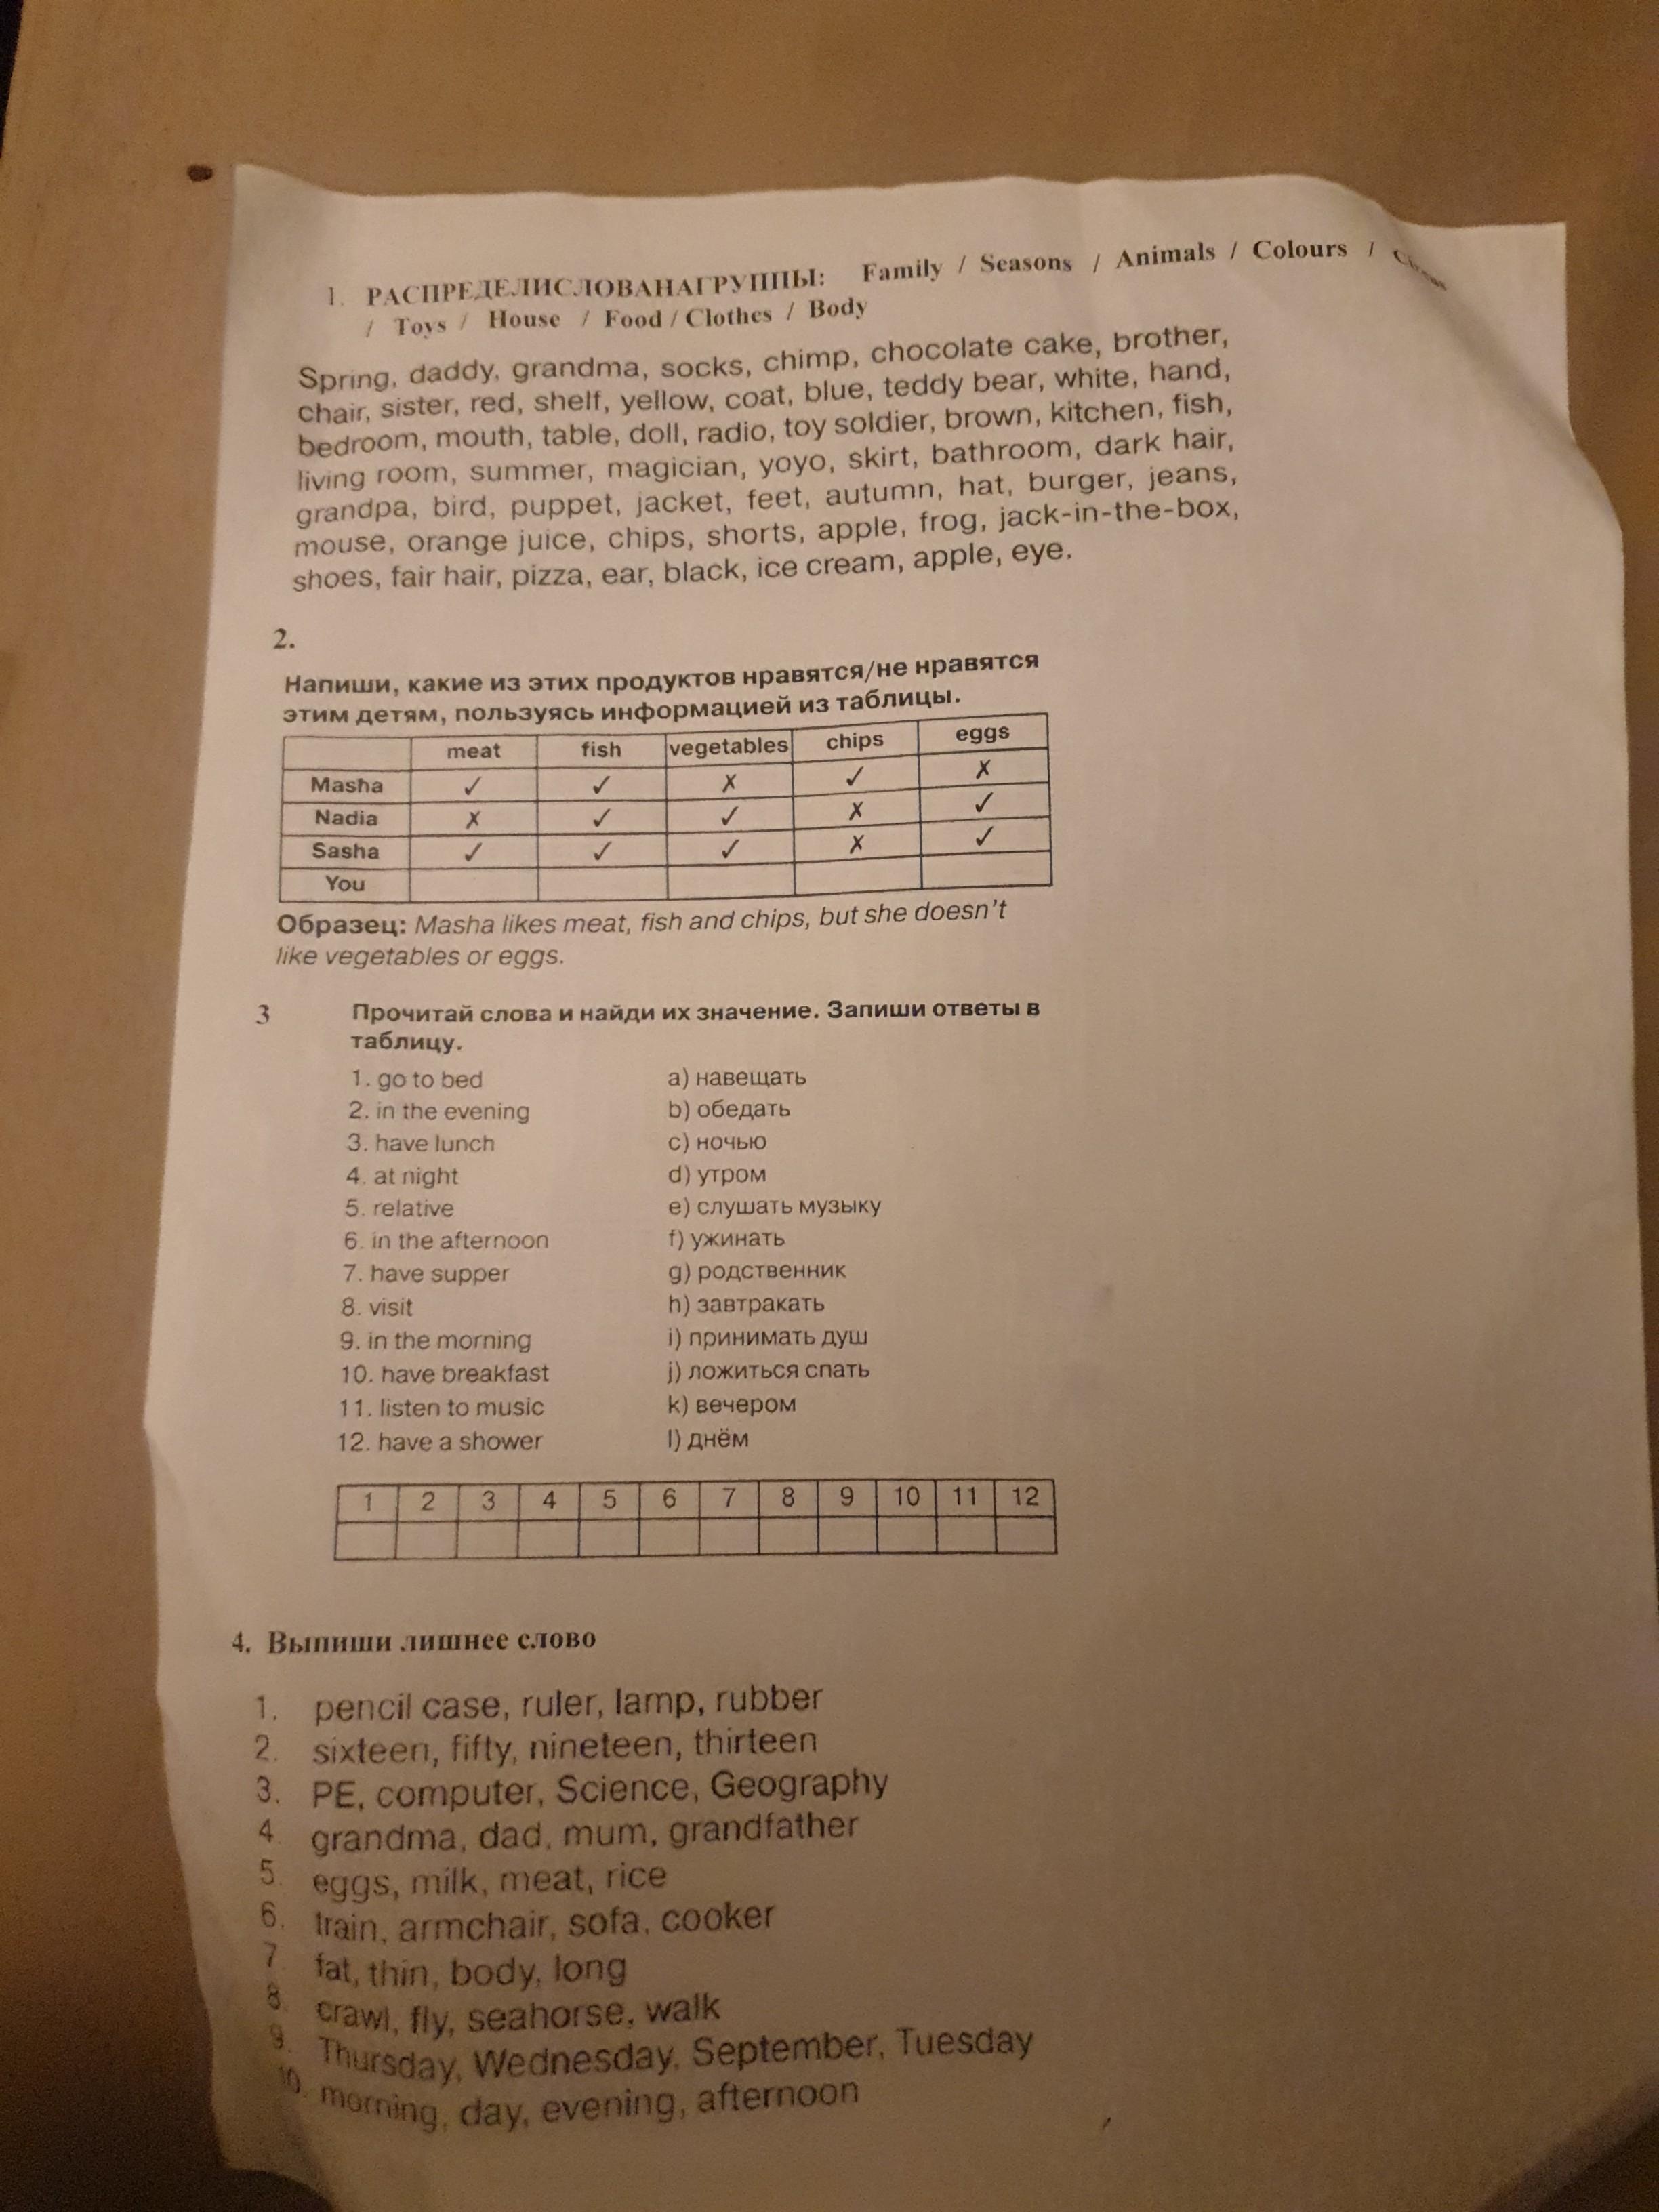 1. РАСПРЕДЕЛИСЛОВАНАГРУППЫ: Family / Seasons / Animals / Colours /
/ Toys / House / Food / Clothes / Body
Spring, daddy, grandma, socks, chimp, chocolate cake, brother,
chair, sister, red, shelf, yellow, coat, blue, teddy bear, white, hand,
bedroom, mouth, table, doll, radio, toy soldier, brown, kitchen, fish,
living room, summer, magician, yoyo, skirt, bathroom, dark hair,
grandpa, bird, puppet, jacket, feet, autumn, hat, burger, jeans,
mouse, orange juice, chips, shorts, apple, frog, jack-in-the-box,
shoes, fair hair, pizza, ear, black, ice cream, apple, eye.
2.
Напиши, какие из этих продуктов нравятся/не нравятся
этим детям, пользуясь информацией из таблицы.
meat fish vegetables chips eggs
Masha ✓ ✓ ✗ ✓ ✗
Nadia ✗ ✓ ✓ ✗ ✓
Sasha ✓ ✓ ✓ ✗ ✓
You
Образец: Masha likes meat, fish and chips, but she doesn't
like vegetables or eggs.
3 Прочитай слова и найди их значение. Запиши ответы в
таблицу.
1. go to bed a) навещать
2. in the evening b) обедать
3. have lunch c) ночью
4. at night d) утром
5. relative e) слушать музыку
6. in the afternoon f) ужинать
7. have supper g) родственник
8. visit h) завтракать
9. in the morning i) принимать душ
10. have breakfast j) ложиться спать
11. listen to music k) вечером
12. have a shower l) днём
1 2 3 4 5 6 7 8 9 10 11 12
4. Выпиши лишнее слово
1. pencil case, ruler, lamp, rubber
2. sixteen, fifty, nineteen, thirteen
3. PE, computer, Science, Geography
4. grandma, dad, mum, grandfather
5. eggs, milk, meat, rice
6. train, armchair, sofa, cooker
7. fat, thin, body, long
8. crawl, fly, seahorse, walk
9. Thursday, Wednesday, September, Tuesday
10. morning, day, evening, afternoon